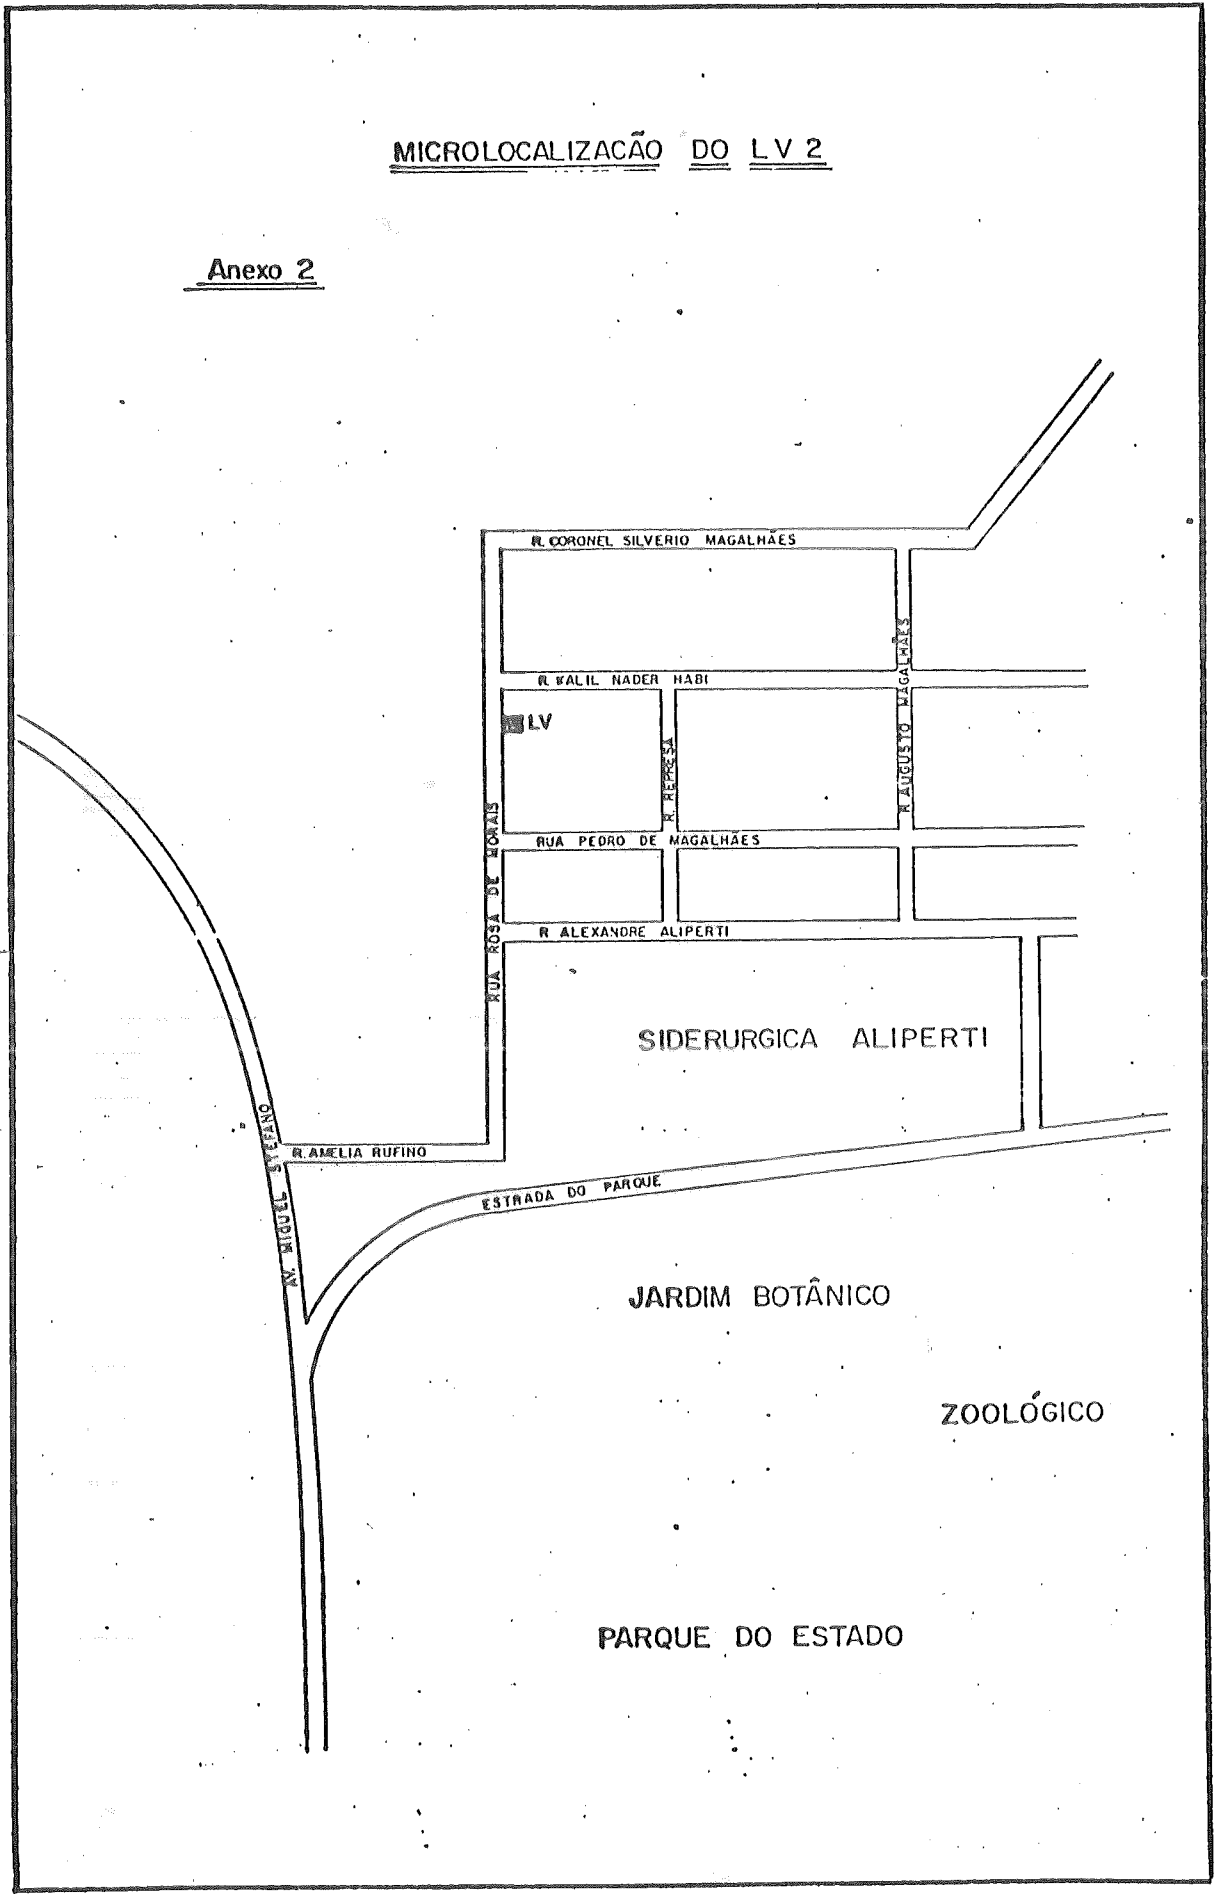 MICROLOCALIZACÃO DO LV 2
Anexo 2
R. CORONEL SILVERIO MAGALHÃES
R. KALIL NADER HABI
R AUGUSTO MAGALHÃES
LV
R. REPRESA
RUA ROSA DE MORAIS
RUA PEDRO DE MAGALHÃES
R ALEXANDRE ALIPERTI
SIDERURGICA ALIPERTI
AV. MIQUEL STEFANO
R. AMELIA RUFINO
ESTRADA DO PARQUE
JARDIM BOTÂNICO
ZOOLÓGICO
PARQUE DO ESTADO